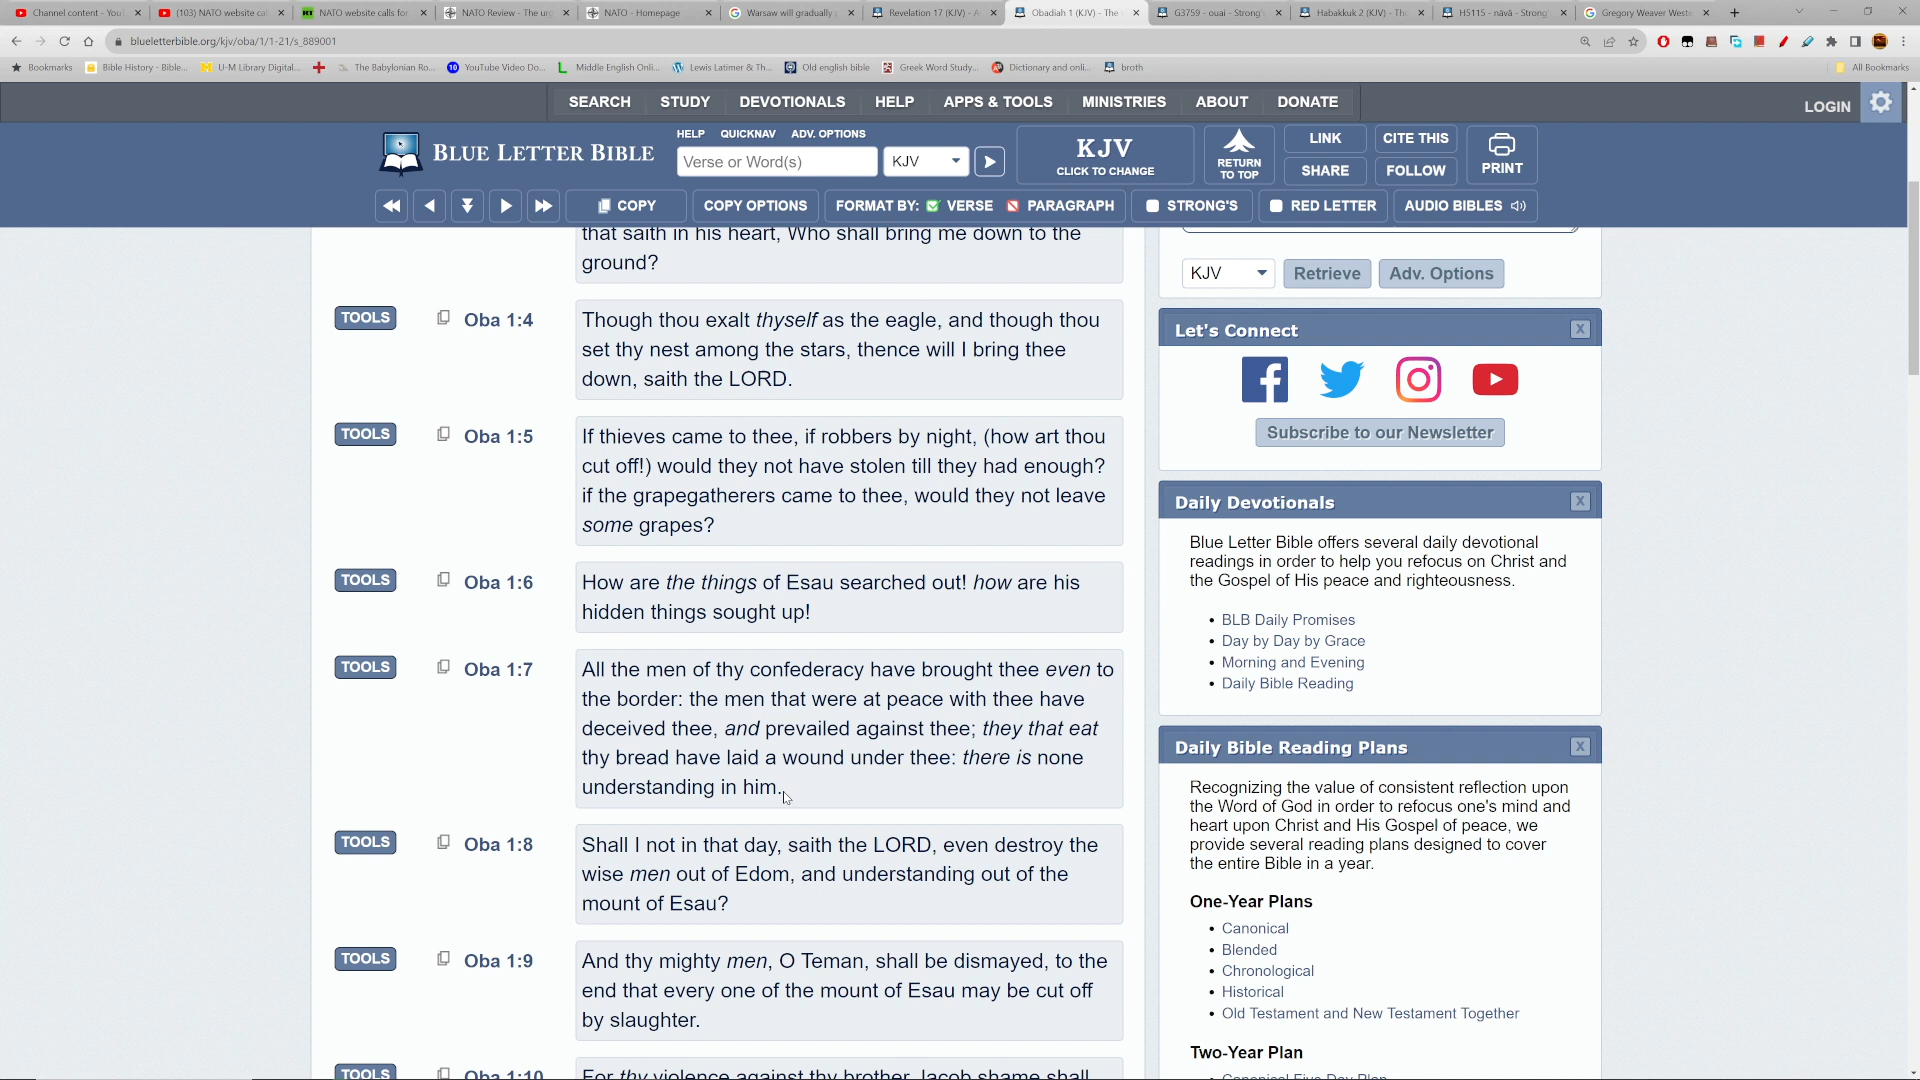 Channel content - YouT
(103) NATO website cal
NATO website calls for
NATO Review - The urg
NATO - Homepage
Warsaw will gradually
Revelation 17 (KJV) - A
Obadiah 1 (KJV) - The
G3759 - ouai - Strong's
Habakkuk 2 (KJV) - Th
H5115 - nāvâ - Strong
Gregory Weaver West
blueletterbible.org/kjv/oba/1/1-21/s_889001
Bookmarks
Bible History - Bible...
U-M Library Digital...
The Babylonian Ro...
YouTube Video Do...
Middle English Onli...
Lewis Latimer & Th...
Old english bible
Greek Word Study...
Dictionary and onli...
broth
All Bookmarks
SEARCH STUDY DEVOTIONALS HELP APPS & TOOLS MINISTRIES ABOUT DONATE
LOGIN
BLUE LETTER BIBLE
HELP QUICKNAV ADV. OPTIONS
Verse or Word(s)
KJV
KJV
CLICK TO CHANGE
RETURN
TO TOP
LINK
CITE THIS
SHARE
FOLLOW
PRINT
COPY
COPY OPTIONS
FORMAT BY: VERSE PARAGRAPH
STRONG'S
RED LETTER
AUDIO BIBLES
that saith in his heart, Who shall bring me down to the
ground?
TOOLS
Oba 1:4
Though thou exalt thyself as the eagle, and though thou
set thy nest among the stars, thence will I bring thee
down, saith the LORD.
TOOLS
Oba 1:5
If thieves came to thee, if robbers by night, (how art thou
cut off!) would they not have stolen till they had enough?
if the grapegatherers came to thee, would they not leave
some grapes?
TOOLS
Oba 1:6
How are the things of Esau searched out! how are his
hidden things sought up!
TOOLS
Oba 1:7
All the men of thy confederacy have brought thee even to
the border: the men that were at peace with thee have
deceived thee, and prevailed against thee; they that eat
thy bread have laid a wound under thee: there is none
understanding in him.
TOOLS
Oba 1:8
Shall I not in that day, saith the LORD, even destroy the
wise men out of Edom, and understanding out of the
mount of Esau?
TOOLS
Oba 1:9
And thy mighty men, O Teman, shall be dismayed, to the
end that every one of the mount of Esau may be cut off
by slaughter.
TOOLS
Oba 1:10
For thy violence against thy brother Jacob shame shall
KJV
Retrieve
Adv. Options
Let's Connect
X
Subscribe to our Newsletter
Daily Devotionals
X
Blue Letter Bible offers several daily devotional
readings in order to help you refocus on Christ and
the Gospel of His peace and righteousness.
BLB Daily Promises
Day by Day by Grace
Morning and Evening
Daily Bible Reading
Daily Bible Reading Plans
X
Recognizing the value of consistent reflection upon
the Word of God in order to refocus one's mind and
heart upon Christ and His Gospel of peace, we
provide several reading plans designed to cover
the entire Bible in a year.
One-Year Plans
Canonical
Blended
Chronological
Historical
Old Testament and New Testament Together
Two-Year Plan
Canonical Five Day Plan